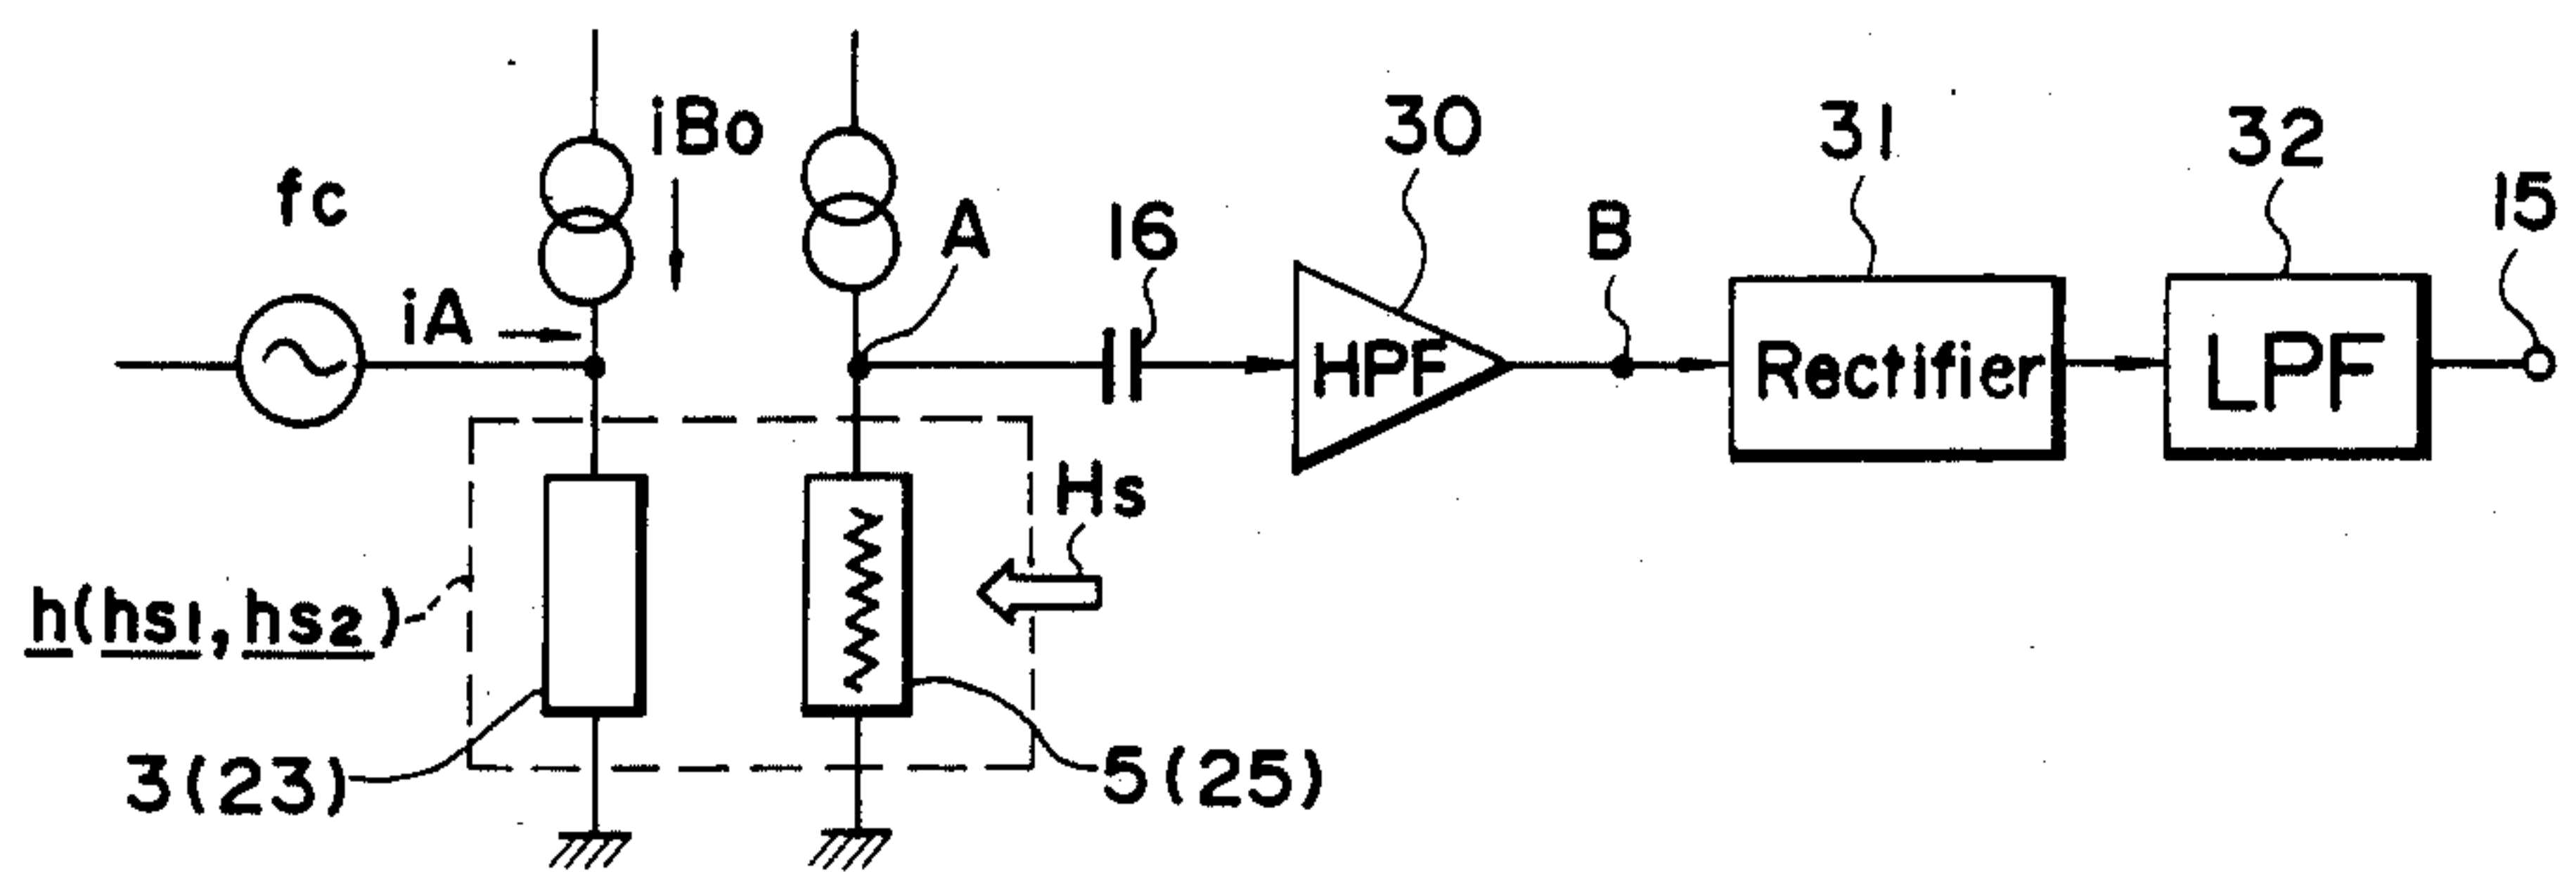 iBo
30
31
32
fc
A
16
B
15
iA
HPF
Rectifier
LPF
Hs
h(hs1, hs2)
3(23)
5(25)